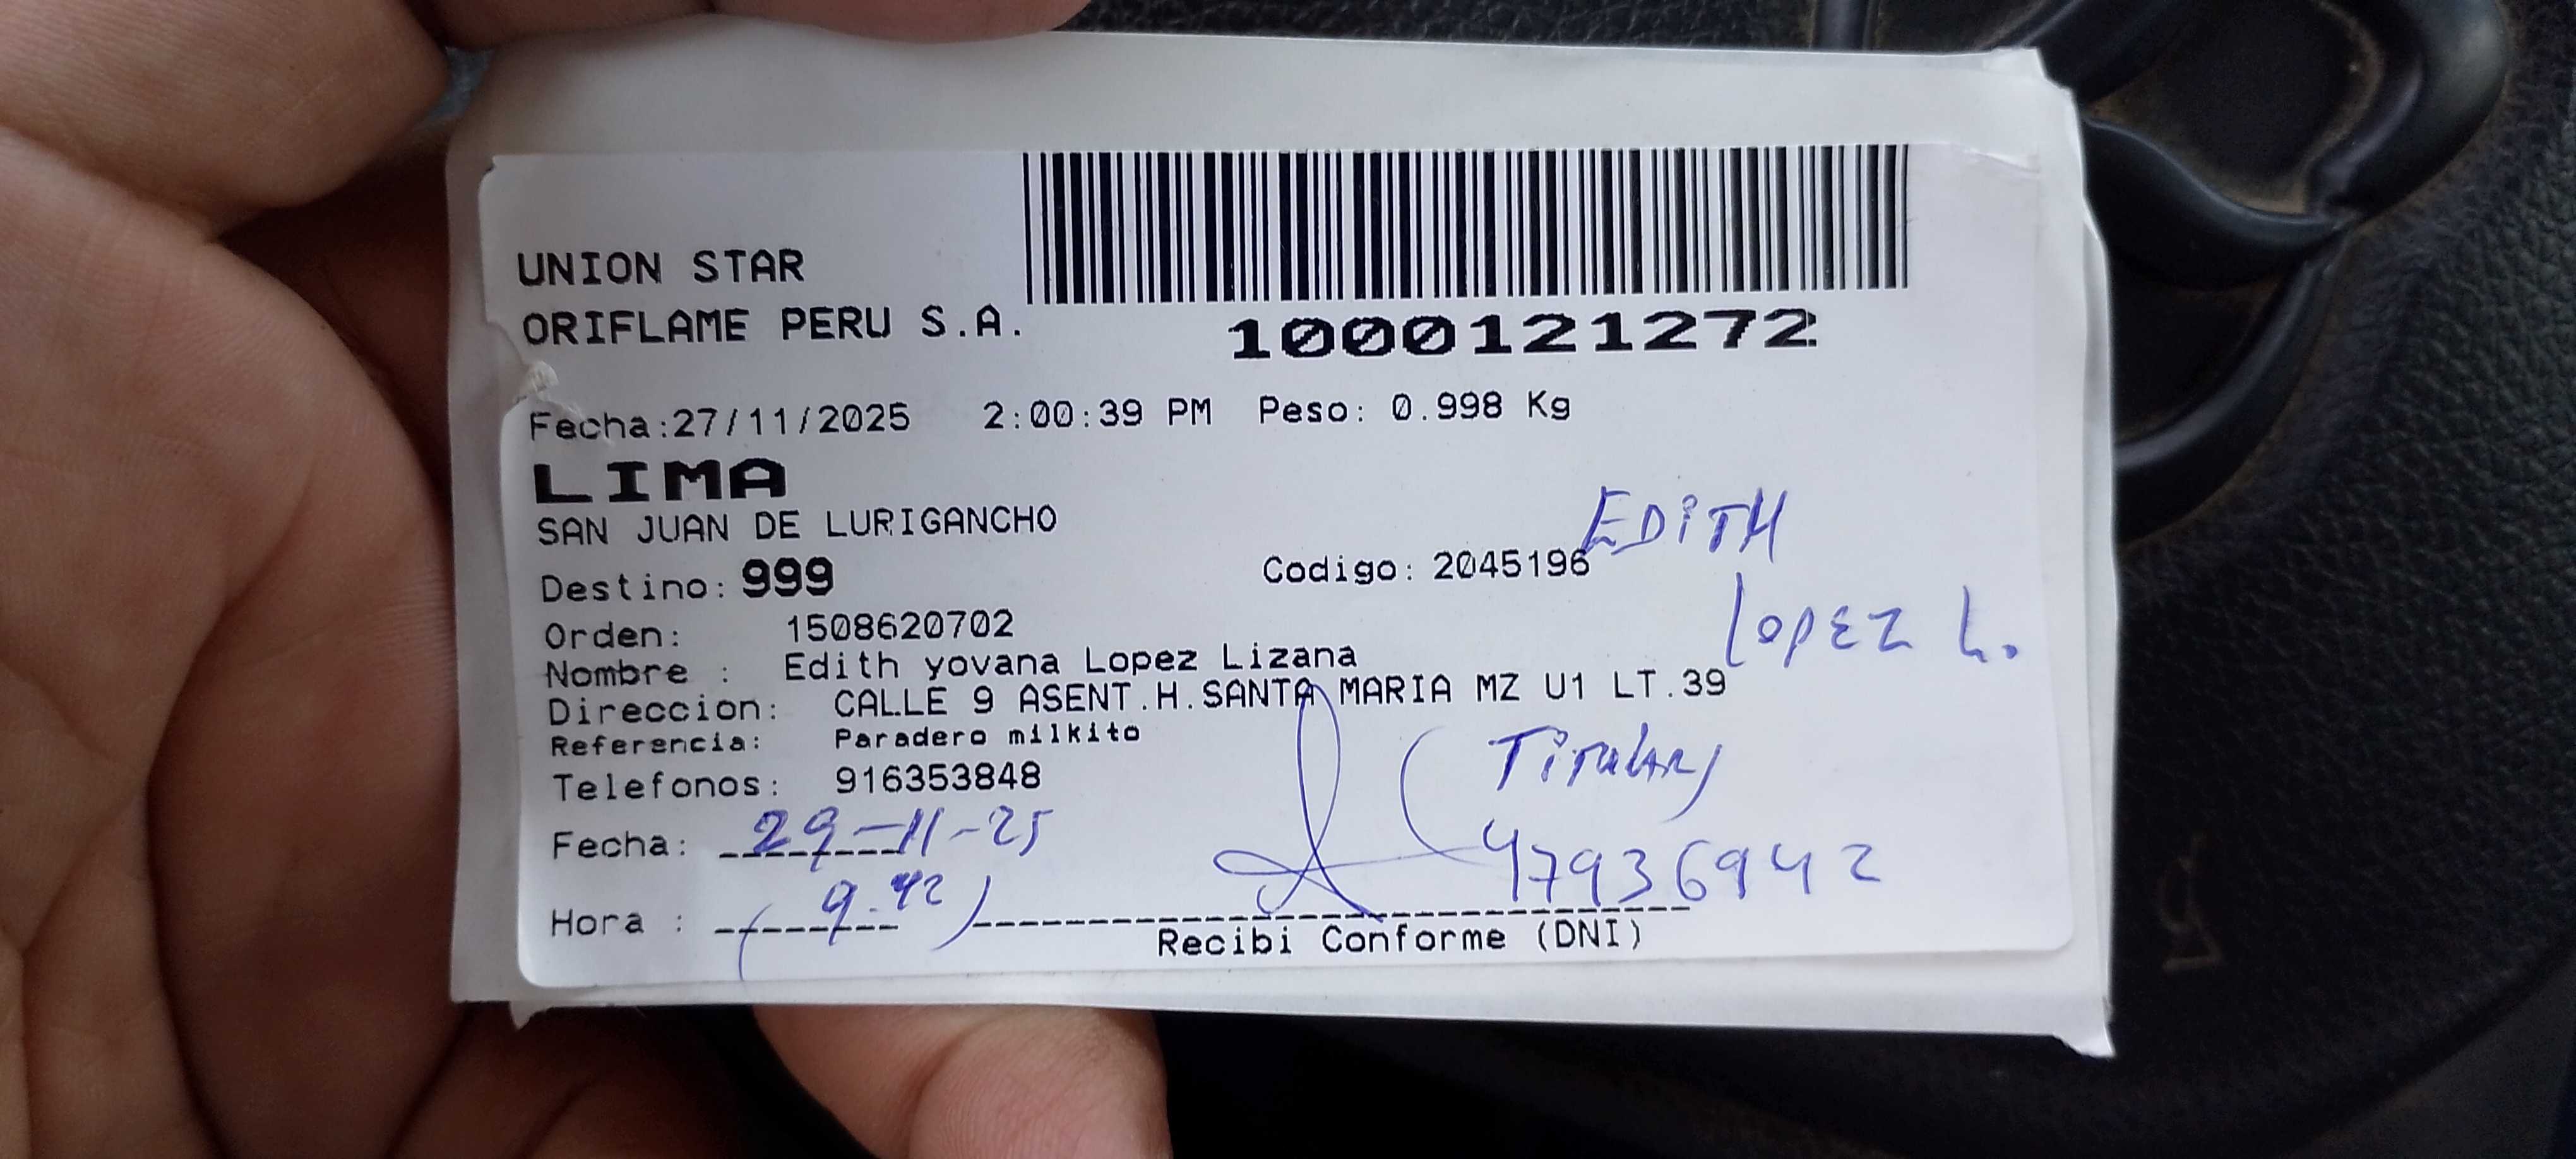 UNION STAR
ORIFLAME PERU S.A.
1000121272
Fecha:27/11/2025 2:00:39 PM Peso: 0.998 Kg
LIMA
SAN JUAN DE LURIGANCHO
EDITH
Destino: 999 Codigo: 2045196
LOPEZ L.
Orden: 1508620702
Nombre : Edith yovana Lopez Lizana
Direccion: CALLE 9 ASENT.H.SANTA MARIA MZ U1 LT.39
Referencia: Paradero milkito
(Titular)
Telefonos: 916353848
Fecha: 29-11-25
47936942
Hora : (9.42)
Recibi Conforme (DNI)